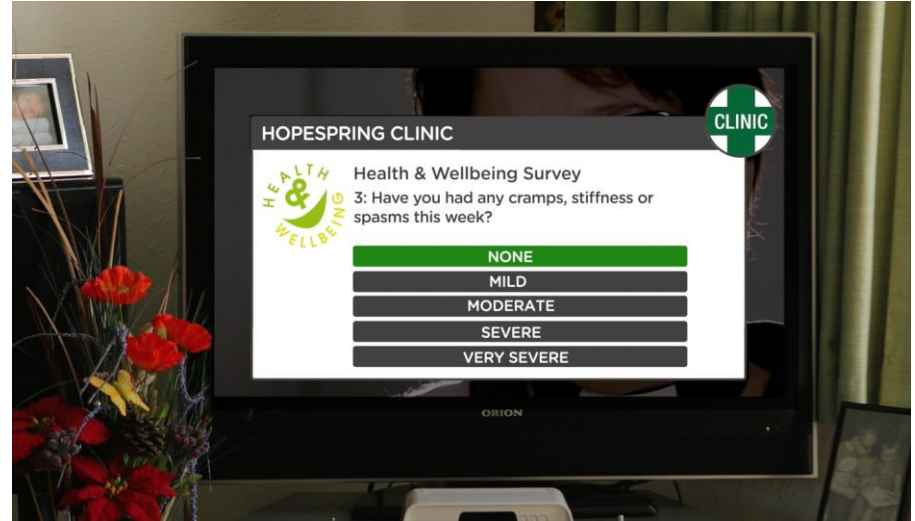 HOPESPRING CLINIC
CLINIC
HEALTH
&
WELLBEING
Health & Wellbeing Survey
3: Have you had any cramps, stiffness or
spasms this week?
NONE
MILD
MODERATE
SEVERE
VERY SEVERE
ORION